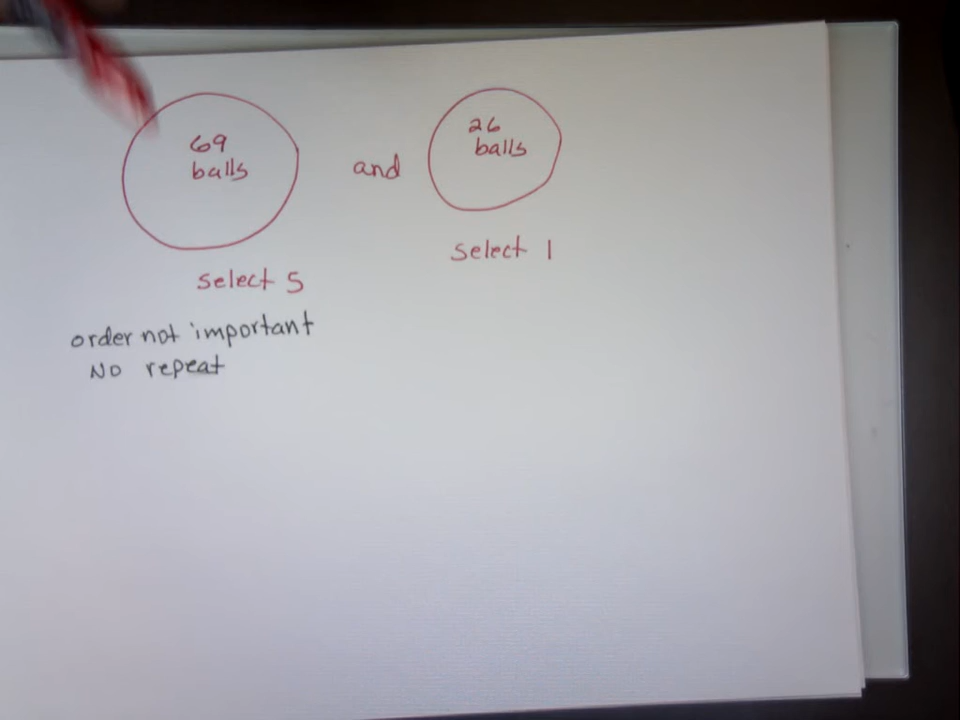 69
balls
and
26
balls
select 5
select 1
order not important
No repeat